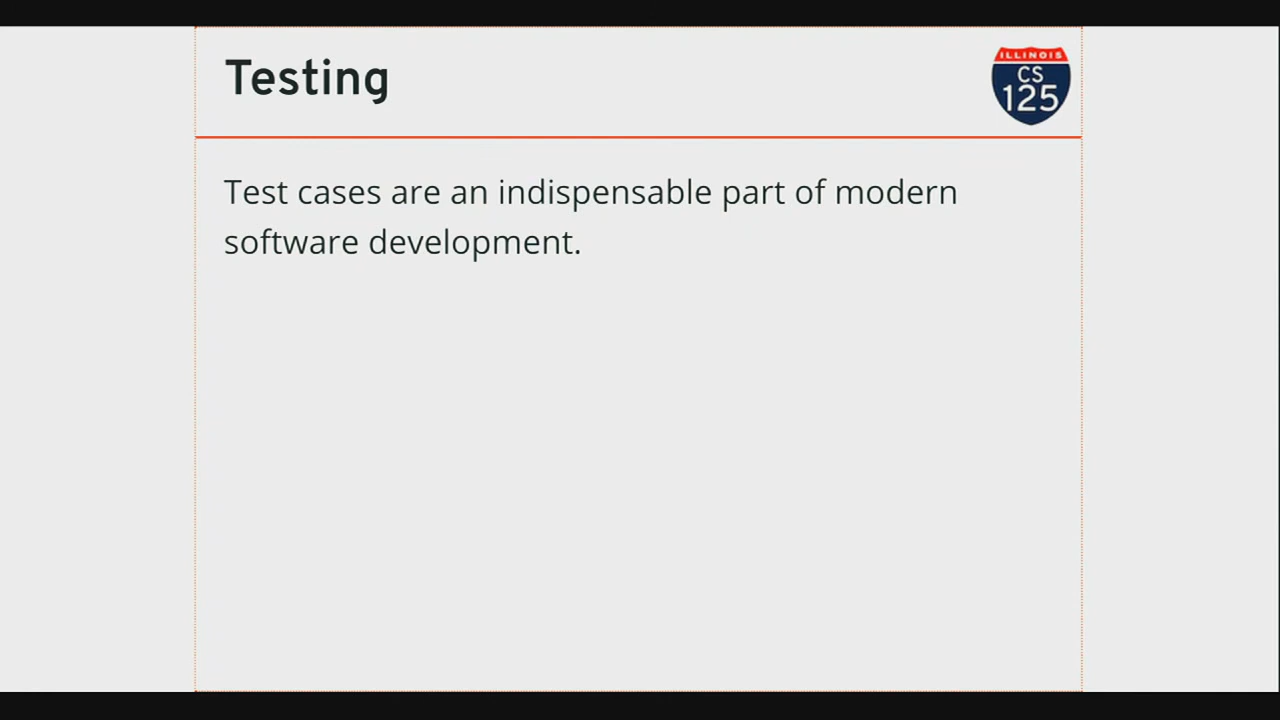 Testing
ILLINOIS
CS
125
Test cases are an indispensable part of modern
software development.